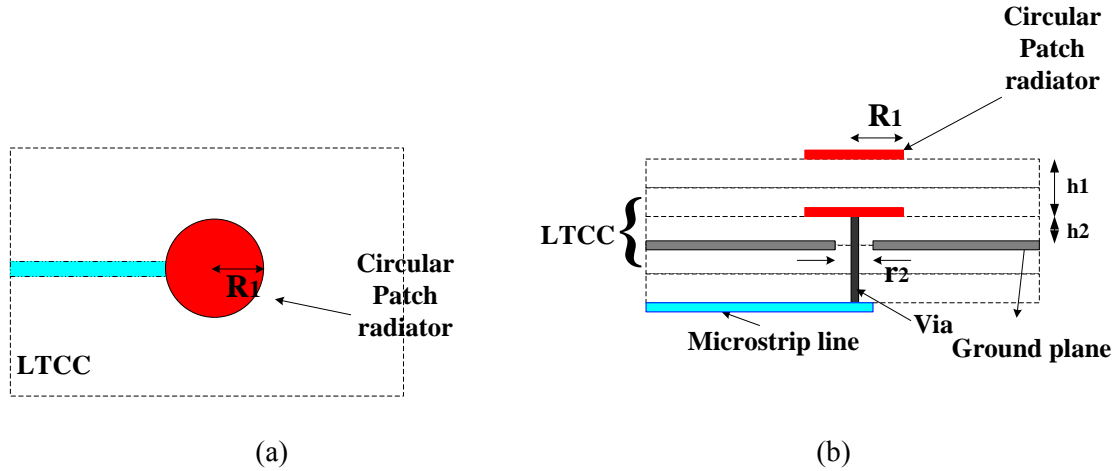 R1
Circular
Patch
radiator
LTCC
(a)
Circular
Patch
radiator
R1
h1
LTCC
h2
r2
Via
Microstrip line
Ground plane
(b)